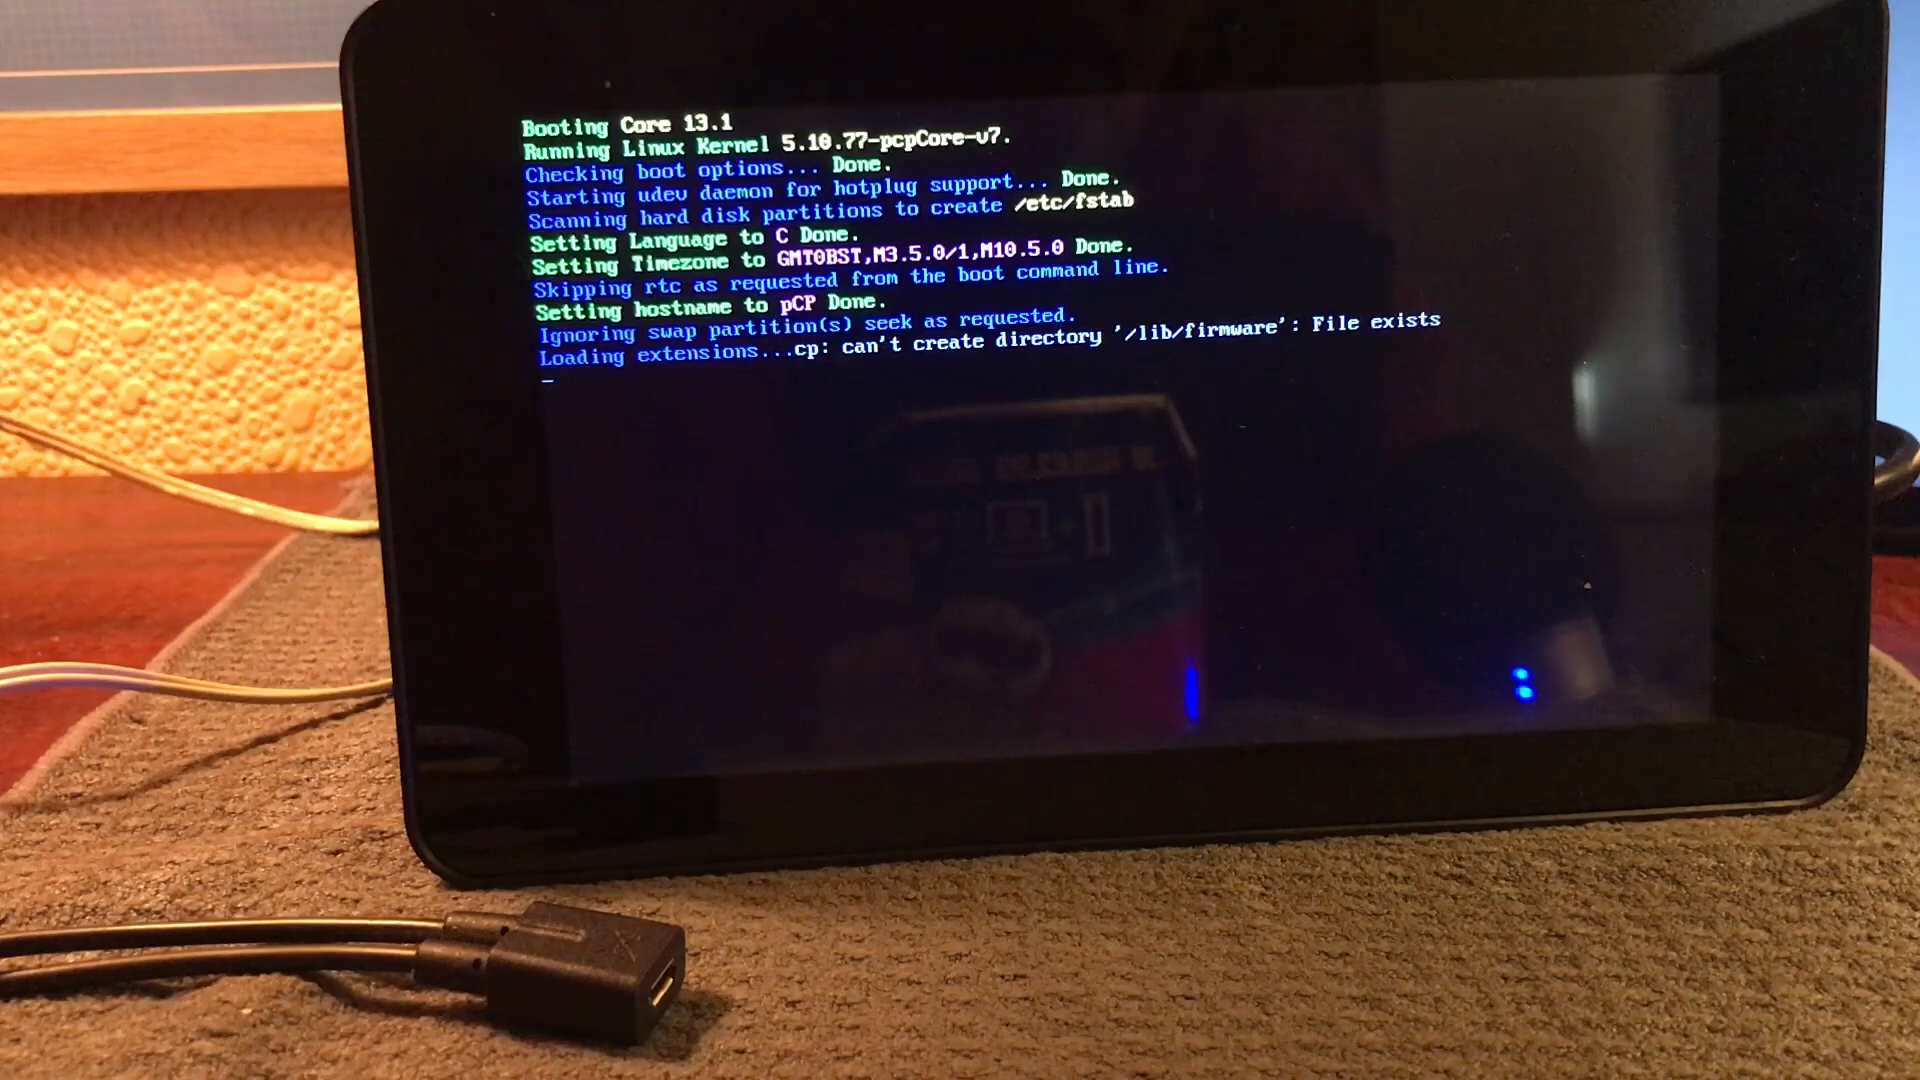 Booting Core 13.1
Running Linux Kernel 5.10.77-pcpCore-v7.
Checking boot options... Done.
Starting udev daemon for hotplug support... Done.
Scanning hard disk partitions to create /etc/fstab
Setting Language to C Done.
Setting Timezone to GMT0BST,M3.5.0/1,M10.5.0 Done.
Skipping rtc as requested from the boot command line.
Setting hostname to pCP Done.
Ignoring swap partition(s) seek as requested.
Loading extensions...cp: can't create directory '/lib/firmware': File exists
_